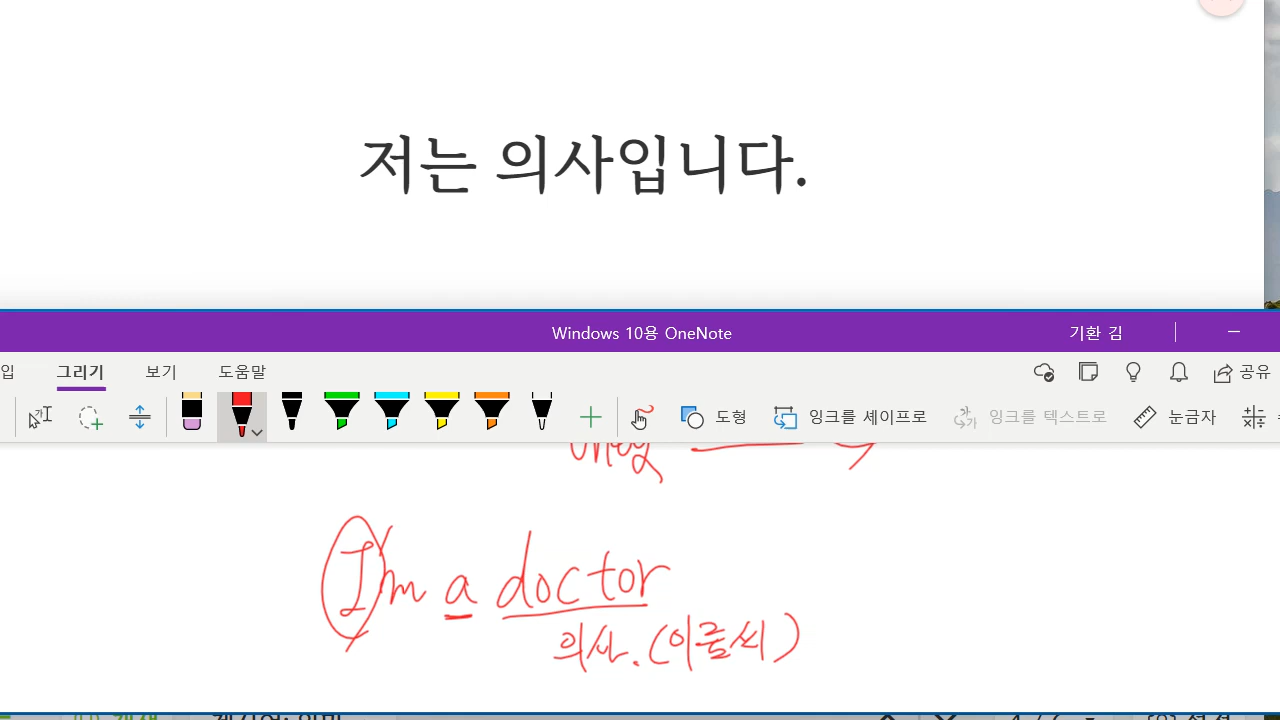 저는 의사입니다.
Windows 10용 OneNote
기환 김
입 그리기 보기 도움말
공유
도형 잉크를 셰이프로 잉크를 텍스트로 눈금자
I'm a doctor
의사. (이름씨)